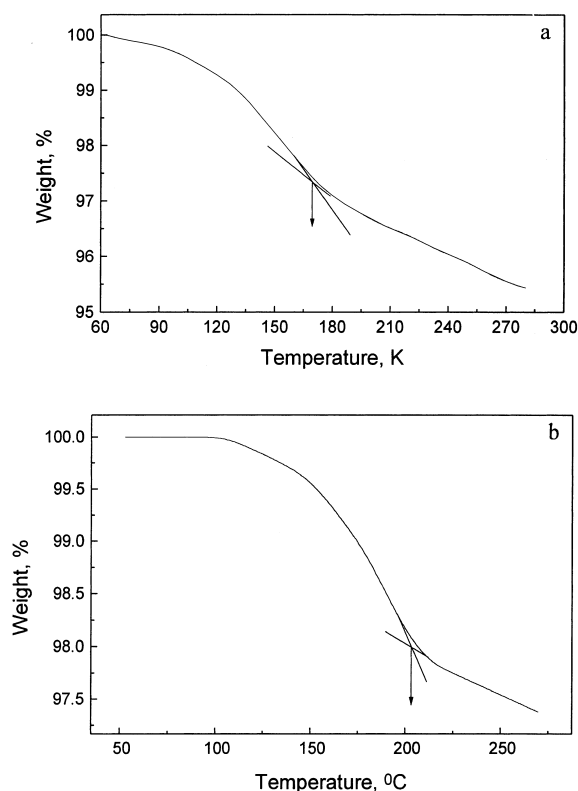 a
100
99
98
97
96
95
Weight, %
60 90 120 150 180 210 240 270 300
Temperature, K
b
100.0
99.5
99.0
98.5
98.0
97.5
Weight, %
50 100 150 200 250
Temperature, ⁰C